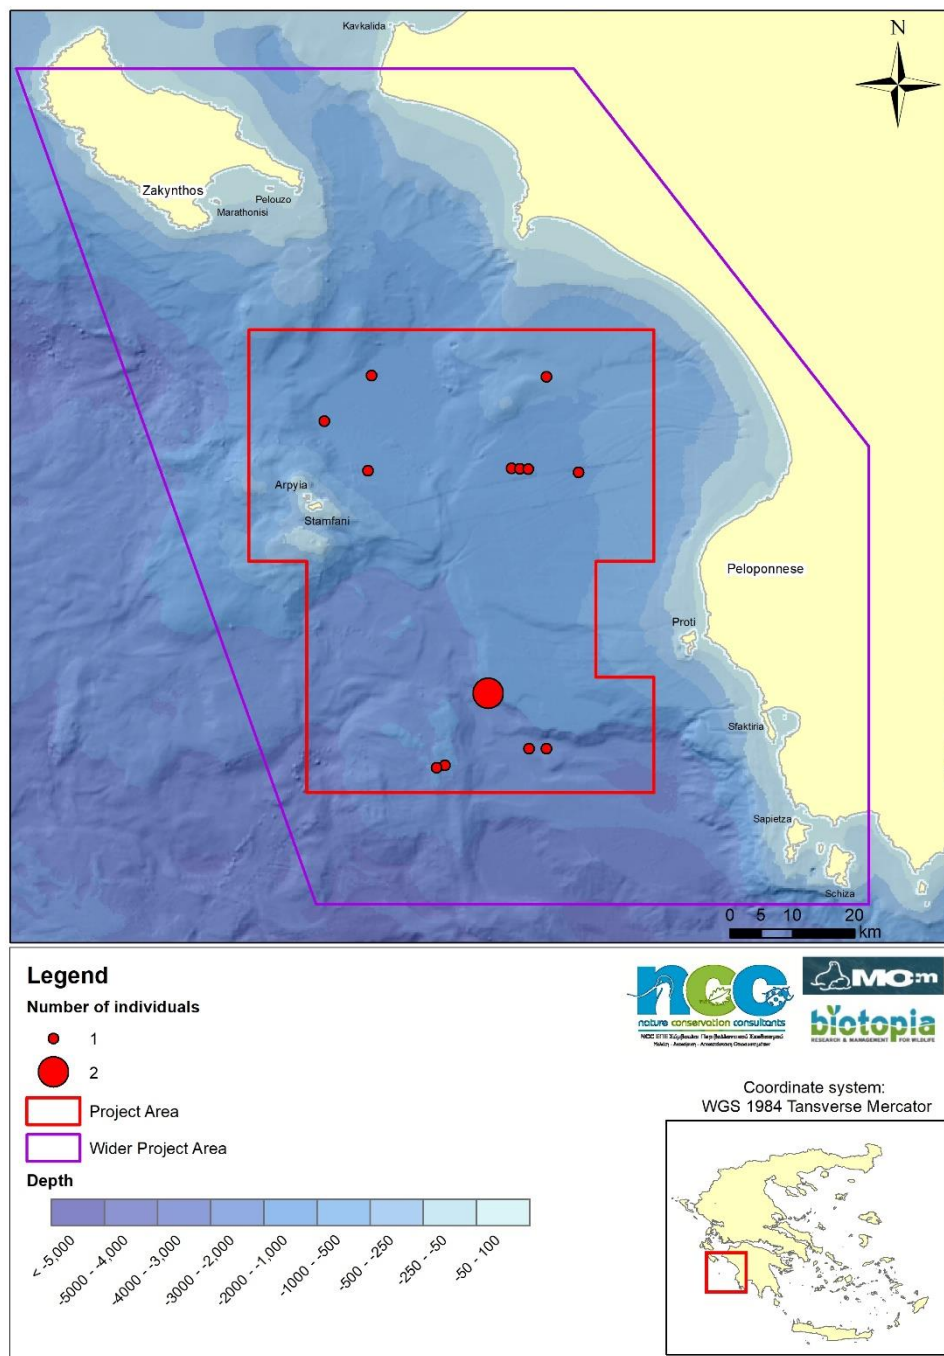 Kavkalida
N
Zakynthos
Pelouzo
Marathonisi
Arpyia
Stamfani
Peloponnese
Proti
Sfaktiria
Sapietza
Schiza
0 5 10 20
km
Legend
Number of individuals
1
2
Project Area
Wider Project Area
Depth
< -5,000
-5000 - -4,000
-4000 - -3,000
-3000 - -2,000
-2000 - -1,000
-1000 - -500
-500 - -250
-250 - -50
-50 - 100
ncc
nature conservation consultants
MO:m
biotopia
RESEARCH & MANAGEMENT FOR WILDLIFE
Coordinate system:
WGS 1984 Tansverse Mercator